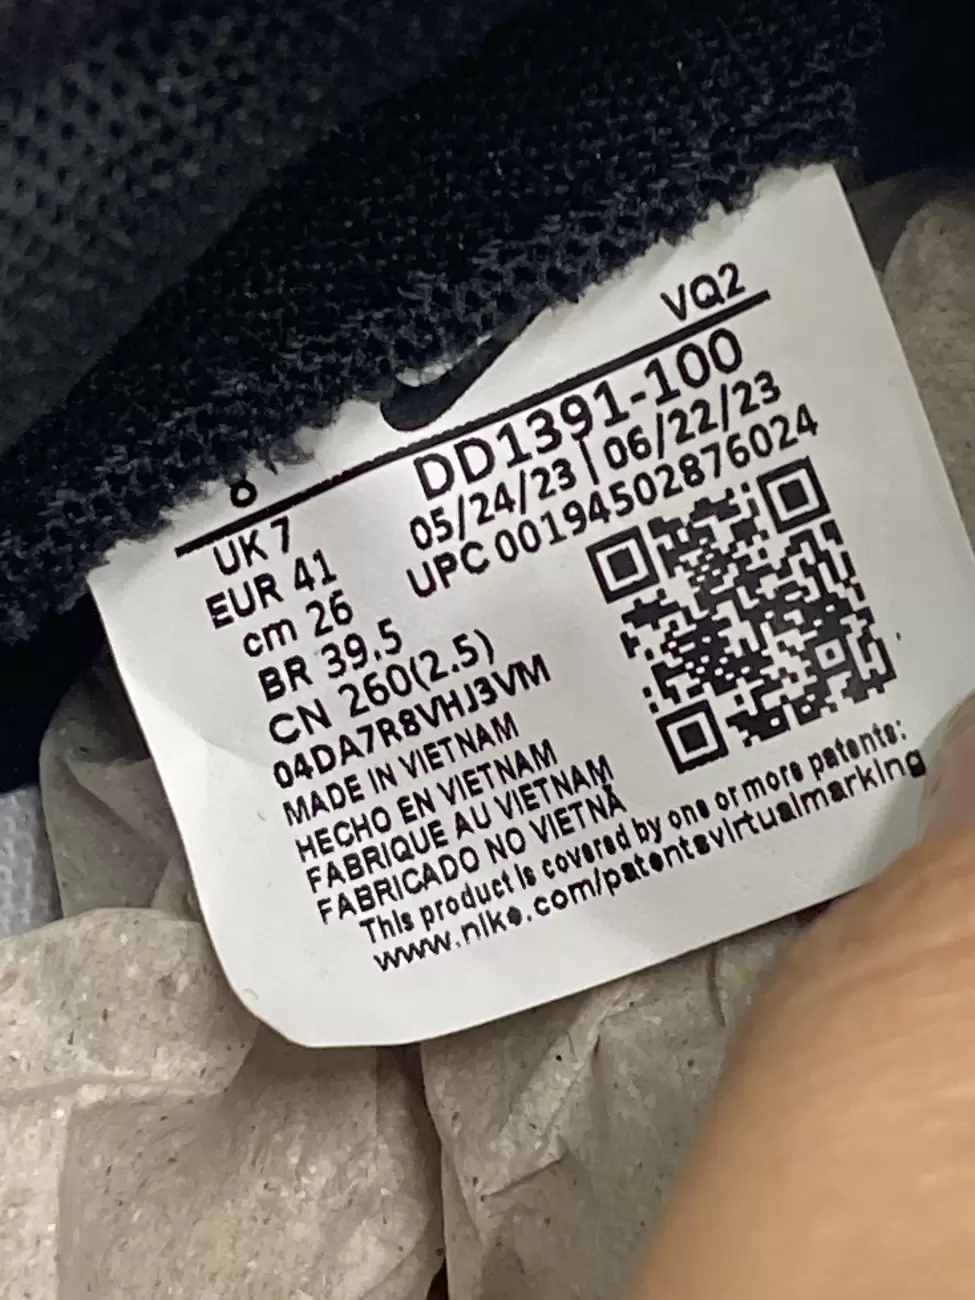 VQ2
8
DD1391-100
05/24/23 | 06/22/23
UPC 00194502876024
UK 7
EUR 41
cm 26
BR 39.5
CN 260(2.5)
04DA7R8VHJ3VM
MADE IN VIETNAM
HECHO EN VIETNAM
FABRIQUE AU VIETNAM
FABRICADO NO VIETNÃ
This product is covered by one or more patents:
www.nike.com/patentsvirtualmarking